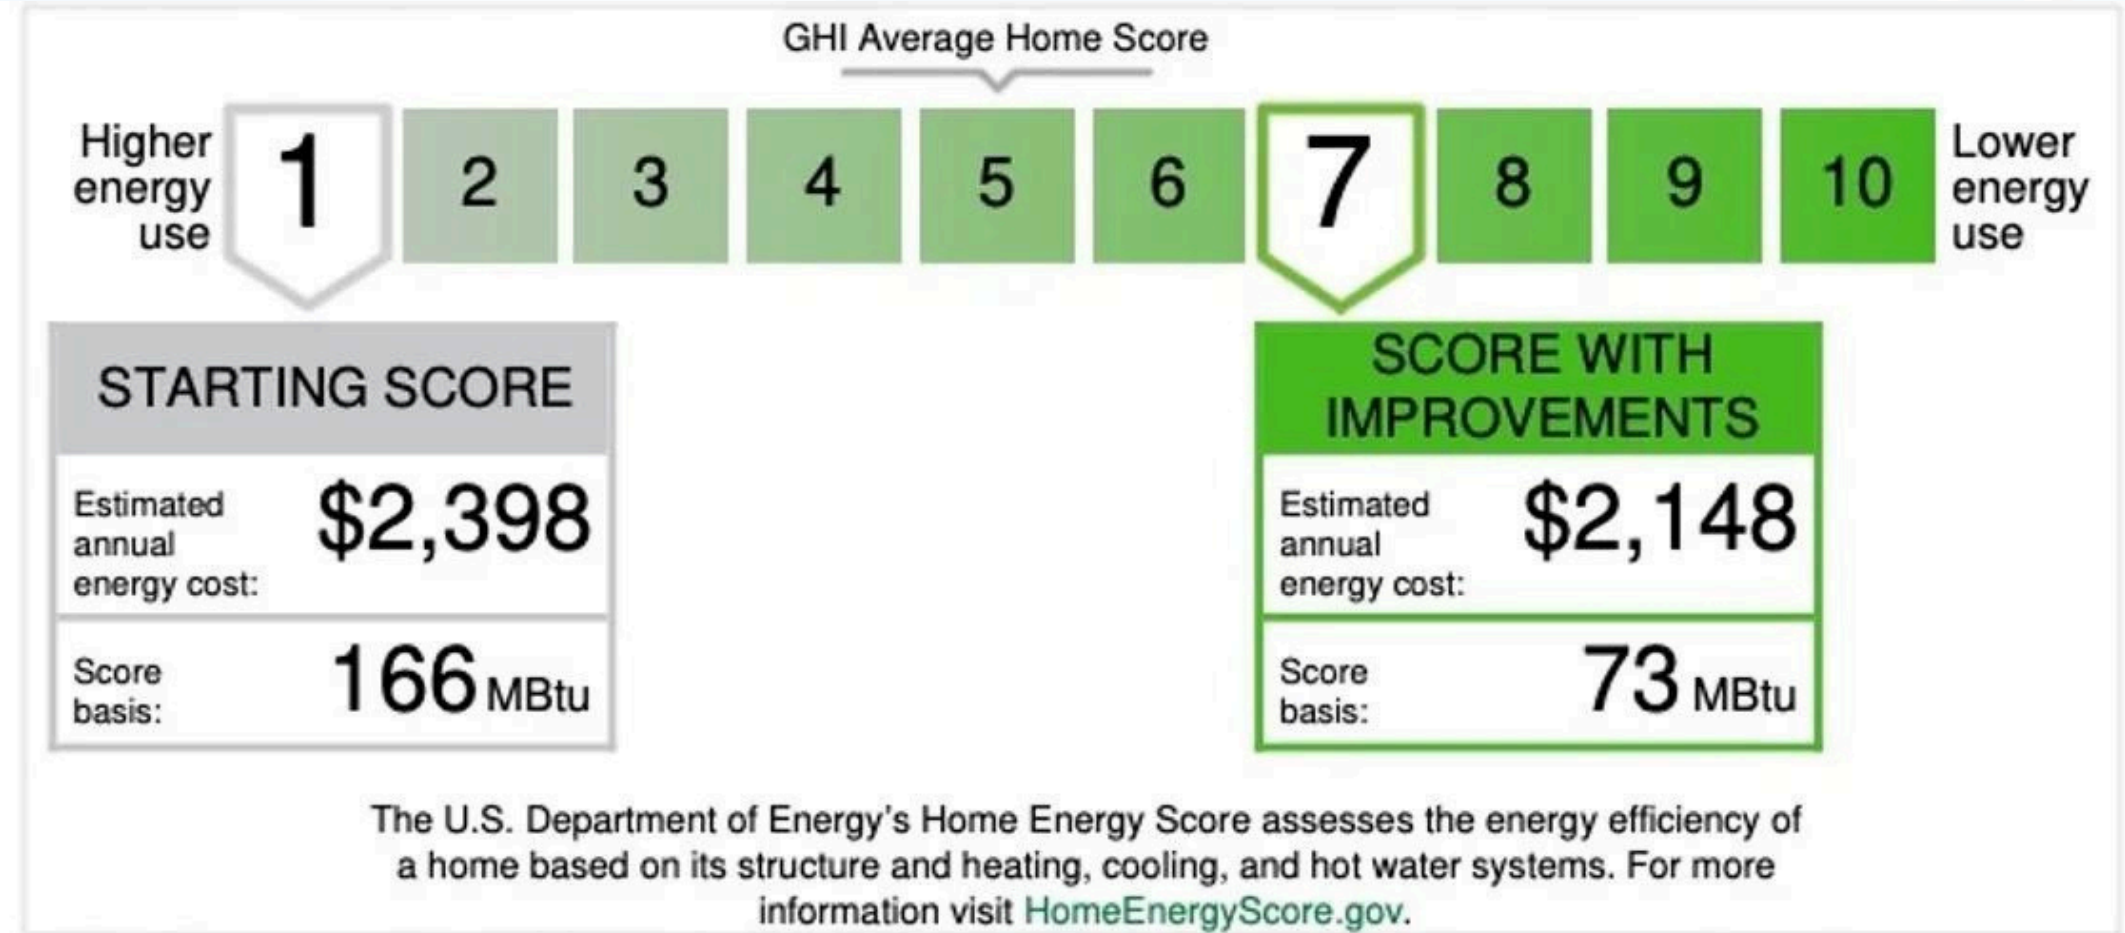 GHI Average Home Score
Higher
energy
use
1
2
3
4
5
6
7
8
9
10
Lower
energy
use
STARTING SCORE
Estimated
annual
energy cost:
$2,398
Score
basis:
166 MBtu
SCORE WITH
IMPROVEMENTS
Estimated
annual
energy cost:
$2,148
Score
basis:
73 MBtu
The U.S. Department of Energy’s Home Energy Score assesses the energy efficiency of
a home based on its structure and heating, cooling, and hot water systems. For more
information visit HomeEnergyScore.gov.